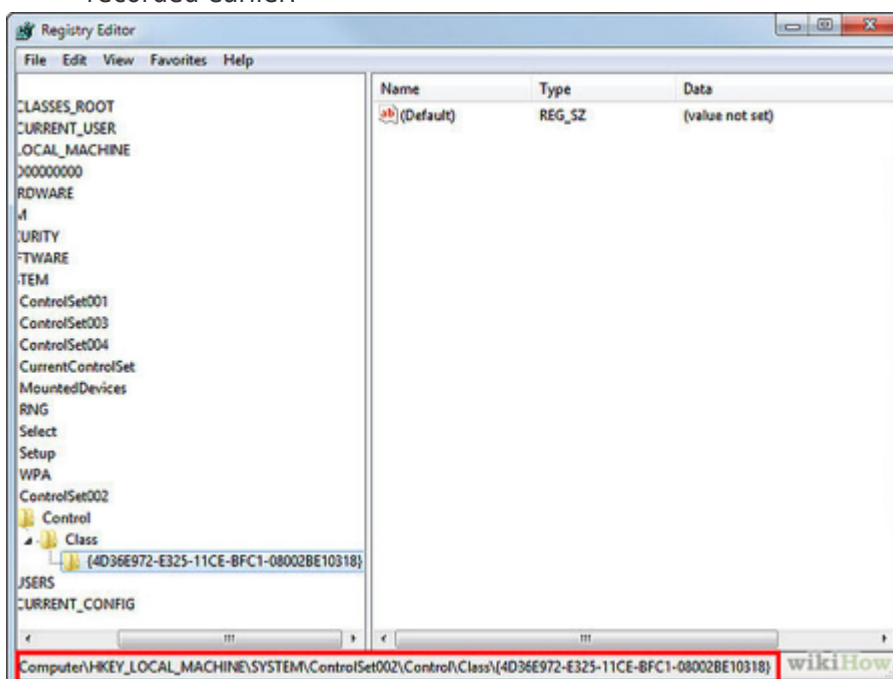 recorded earlier.
Registry Editor
File Edit View Favorites Help
Name Type Data
(Default) REG_SZ (value not set)
CLASSES_ROOT
CURRENT_USER
LOCAL_MACHINE
000000000
RDWARE
M
CURITY
FTWARE
STEM
ControlSet001
ControlSet003
ControlSet004
CurrentControlSet
MountedDevices
RNG
Select
Setup
WPA
ControlSet002
Control
Class
{4D36E972-E325-11CE-BFC1-08002BE10318}
USERS
CURRENT_CONFIG
Computer\HKEY_LOCAL_MACHINE\SYSTEM\ControlSet002\Control\Class\{4D36E972-E325-11CE-BFC1-08002BE10318}
wikiHow